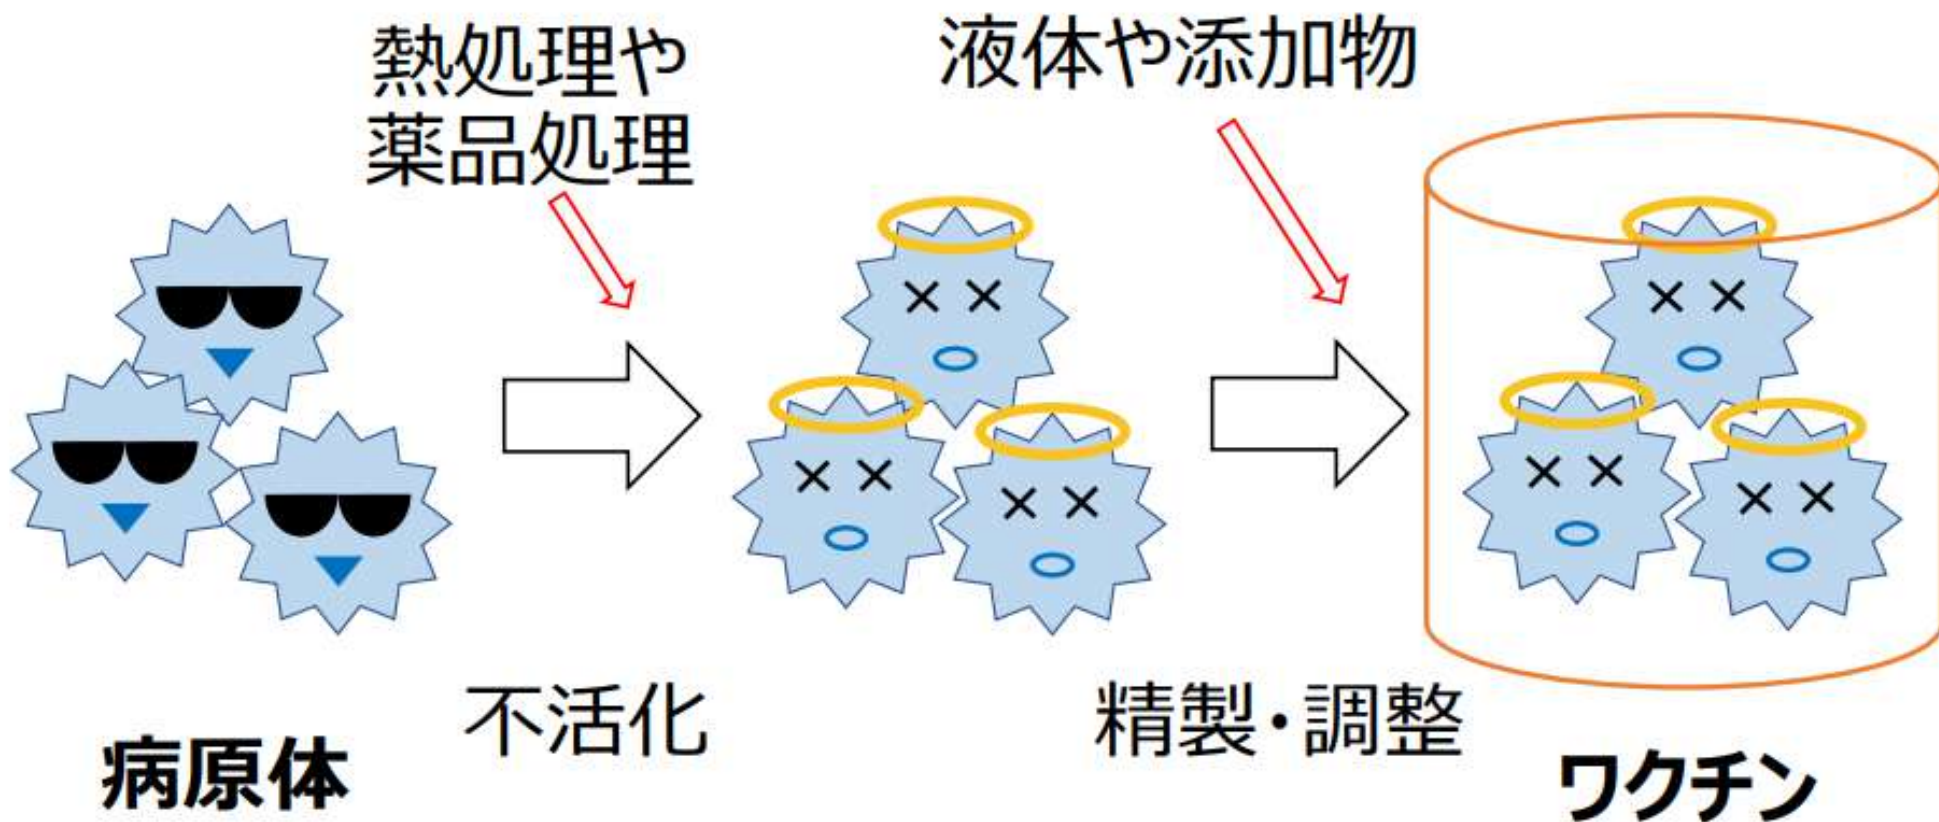 熱処理や
薬品処理
液体や添加物
不活化
精製・調整
病原体
ワクチン